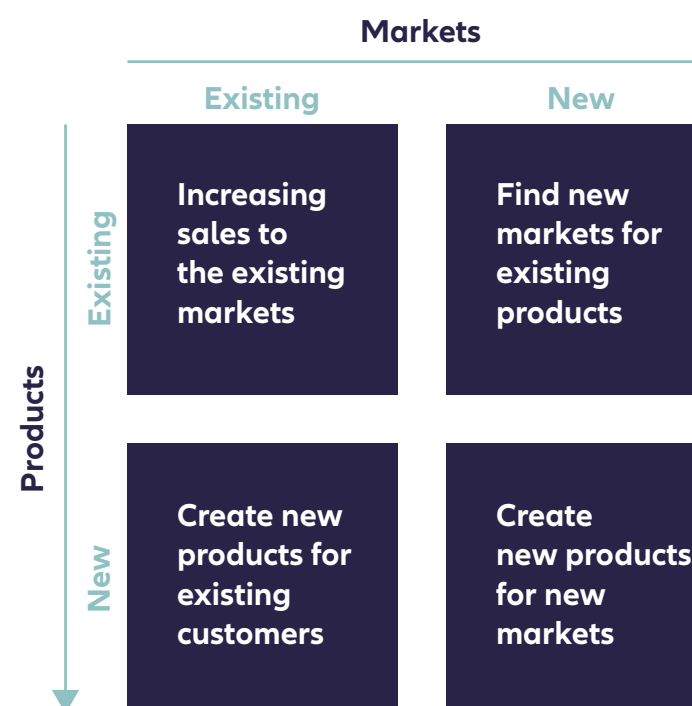 Markets
Existing
New
Products
Existing
Increasing
sales to
the existing
markets
Find new
markets for
existing
products
New
Create new
products for
existing
customers
Create
new products
for new
markets